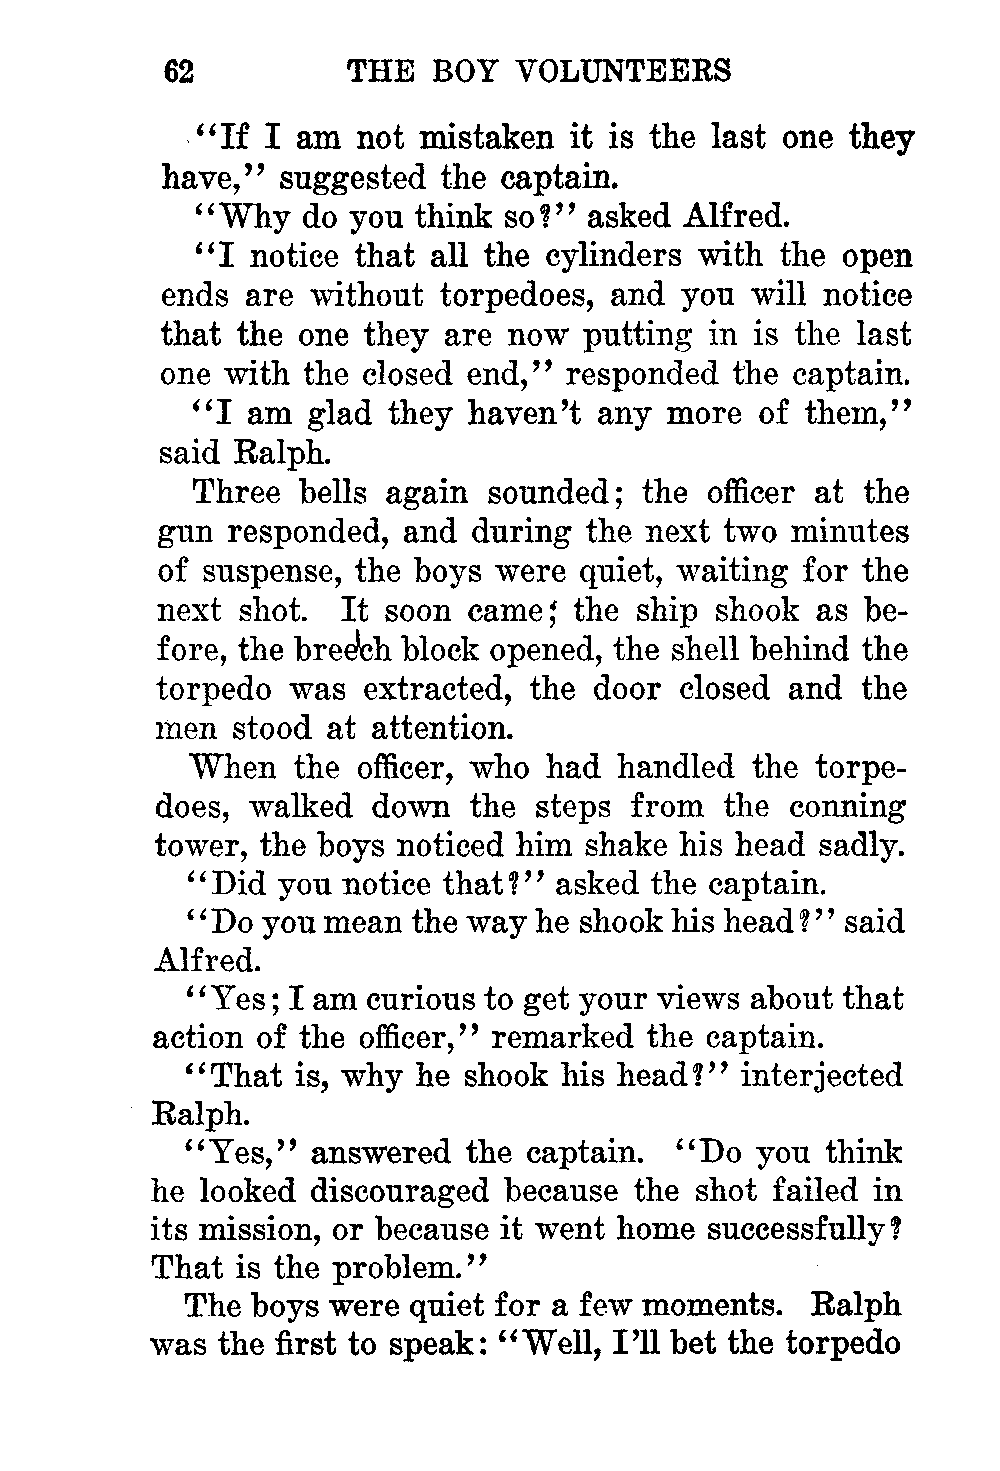 62 THE BOY VOLUNTEERS
"If I am not mistaken it is the last one they
have," suggested the captain.
"Why do you think so?" asked Alfred.
"I notice that all the cylinders with the open
ends are without torpedoes, and you will notice
that the one they are now putting in is the last
one with the closed end," responded the captain.
"I am glad they haven't any more of them,"
said Ralph.
Three bells again sounded; the officer at the
gun responded, and during the next two minutes
of suspense, the boys were quiet, waiting for the
next shot. It soon came; the ship shook as be-
fore, the breech block opened, the shell behind the
torpedo was extracted, the door closed and the
men stood at attention.
When the officer, who had handled the torpe-
does, walked down the steps from the conning
tower, the boys noticed him shake his head sadly.
"Did you notice that?" asked the captain.
"Do you mean the way he shook his head?" said
Alfred.
"Yes; I am curious to get your views about that
action of the officer," remarked the captain.
"That is, why he shook his head?" interjected
Ralph.
"Yes," answered the captain. "Do you think
he looked discouraged because the shot failed in
its mission, or because it went home successfully?
That is the problem."
The boys were quiet for a few moments. Ralph
was the first to speak: "Well, I'll bet the torpedo